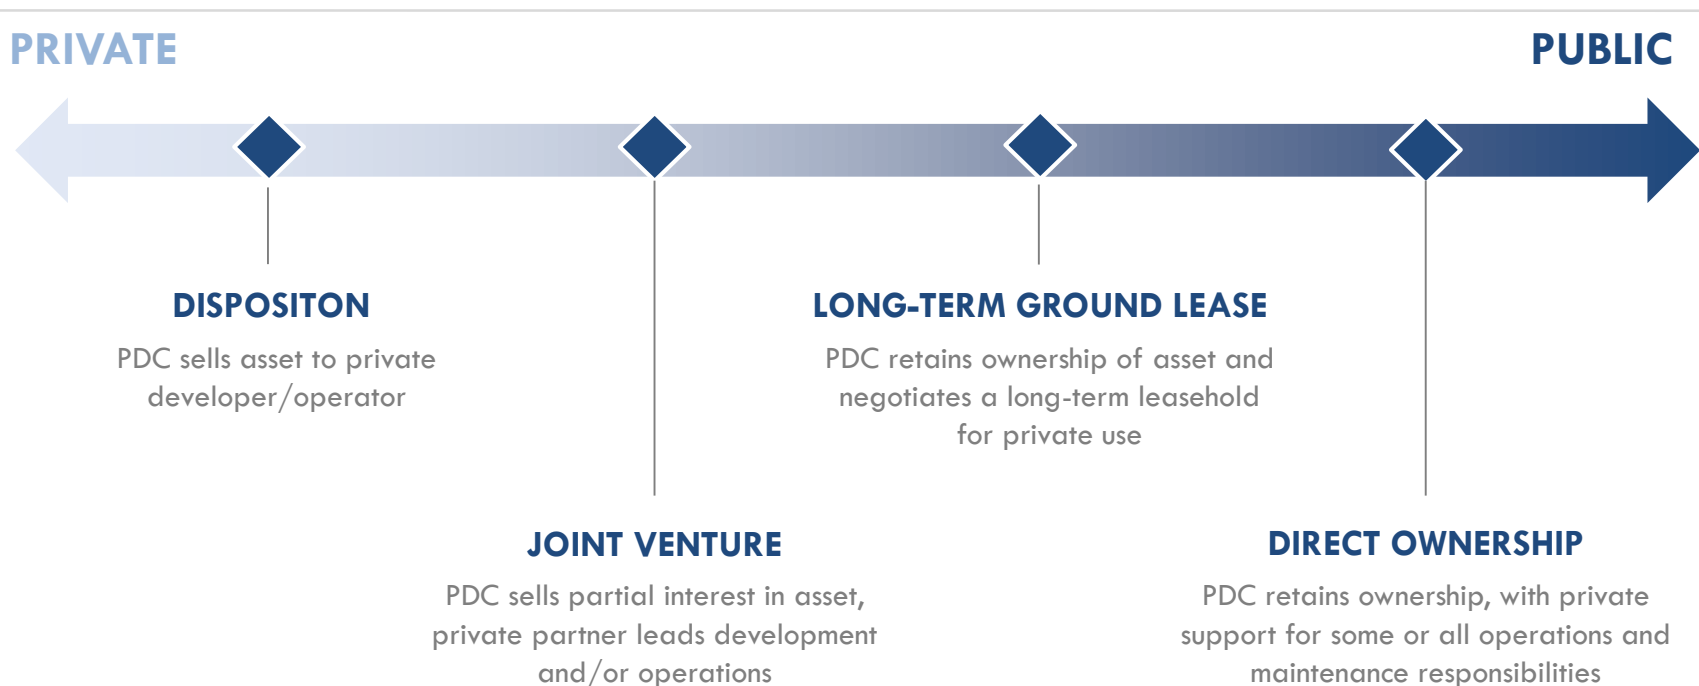 PRIVATE
PUBLIC
DISPOSITON
PDC sells asset to private
developer/operator
LONG-TERM GROUND LEASE
PDC retains ownership of asset and
negotiates a long-term leasehold
for private use
JOINT VENTURE
PDC sells partial interest in asset,
private partner leads development
and/or operations
DIRECT OWNERSHIP
PDC retains ownership, with private
support for some or all operations and
maintenance responsibilities